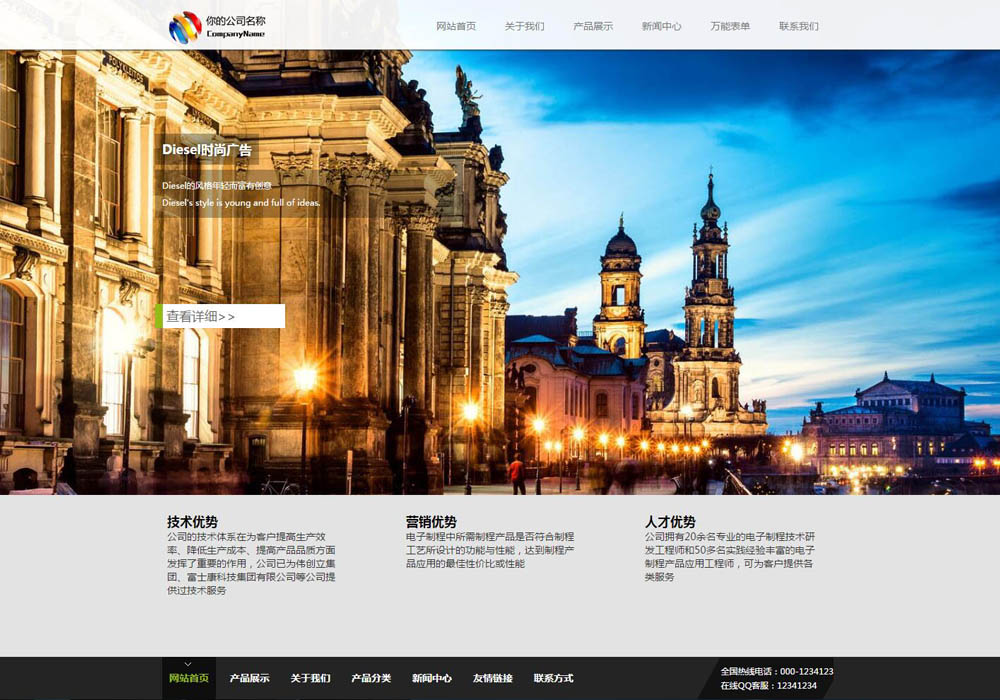 你的公司名称
CompanyName
网站首页 关于我们 产品展示 新闻中心 万能表单 联系我们
Diesel时尚广告
Diesel的风格年轻而富有创意
Diesel's style is young and full of ideas.
查看详细>>
技术优势
公司的技术体系在为客户提高生产效
率、降低生产成本、提高产品品质方面
发挥了重要的作用，公司已为伟创立集
团、富士康科技集团有限公司等公司提
供过技术服务
营销优势
电子制程中所需制程产品是否符合制程
工艺所设计的功能与性能，达到制程产
品应用的最佳性价比或性能
人才优势
公司拥有20余名专业的电子制程技术研
发工程师和50多名实践经验丰富的电子
制程产品应用工程师，可为客户提供各
类服务
网站首页 产品展示 关于我们 产品分类 新闻中心 友情链接 联系方式
全国热线电话：000-1234123
在线QQ客服：12341234